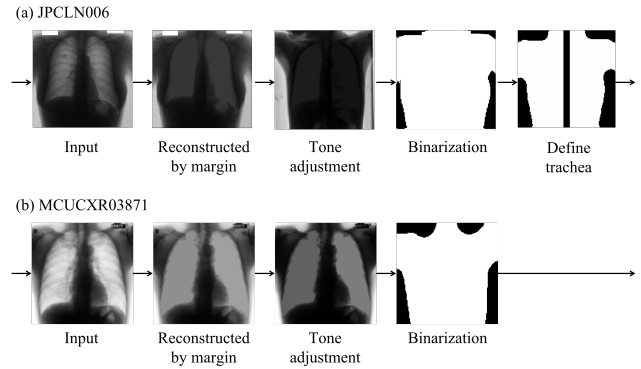 (a) JPCLN006
Input
Reconstructed
by margin
Tone
adjustment
Binarization
Define
trachea
(b) MCUCXR03871
Input
Reconstructed
by margin
Tone
adjustment
Binarization